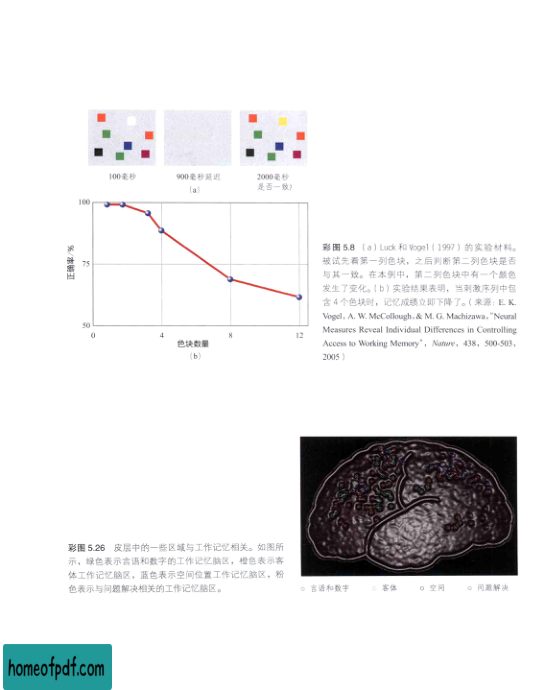 100毫秒
900毫秒延迟
2000毫秒
是否一致?
(a)
100
75
50
正确率/%
0
4
8
12
色块数量
(b)
彩图 5.8 (a) Luck 和 Vogel (1997) 的实验材料。
被试先看第一列色块，之后判断第二列色块是否
与其一致。在本例中，第二列色块中有一个颜色
发生了变化。(b) 实验结果表明，当刺激序列中包
含 4 个色块时，记忆成绩立即下降了。(来源: E. K.
Vogel, A. W. McCollough, & M. G. Machizawa, "Neural
Measures Reveal Individual Differences in Controlling
Access to Working Memory", Nature, 438, 500-503,
2005)
彩图 5.26 皮层中的一些区域与工作记忆相关。如图所
示，绿色表示言语和数字的工作记忆脑区，橙色表示客
体工作记忆脑区，蓝色表示空间位置工作记忆脑区，粉
色表示与问题解决相关的工作记忆脑区。
言语和数字
客体
空间
问题解决
homeofpdf.com